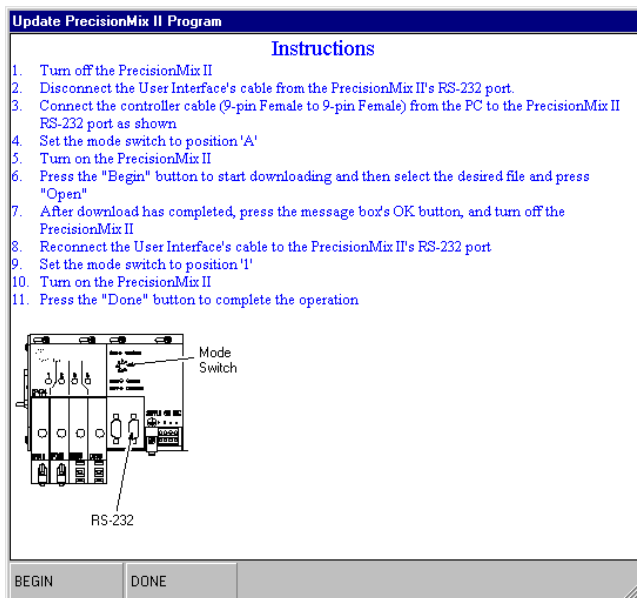 Update PrecisionMix II Program
Instructions
1. Turn off the PrecisionMix II
2. Disconnect the User Interface's cable from the PrecisionMix II's RS-232 port.
3. Connect the controller cable (9-pin Female to 9-pin Female) from the PC to the PrecisionMix II
RS-232 port as shown
4. Set the mode switch to position 'A'
5. Turn on the PrecisionMix II
6. Press the "Begin" button to start downloading and then select the desired file and press
"Open"
7. After download has completed, press the message box's OK button, and turn off the
PrecisionMix II
8. Reconnect the User Interface's cable to the PrecisionMix II's RS-232 port
9. Set the mode switch to position '1'
10. Turn on the PrecisionMix II
11. Press the "Done" button to complete the operation
Mode
Switch
RS-232
BEGIN DONE